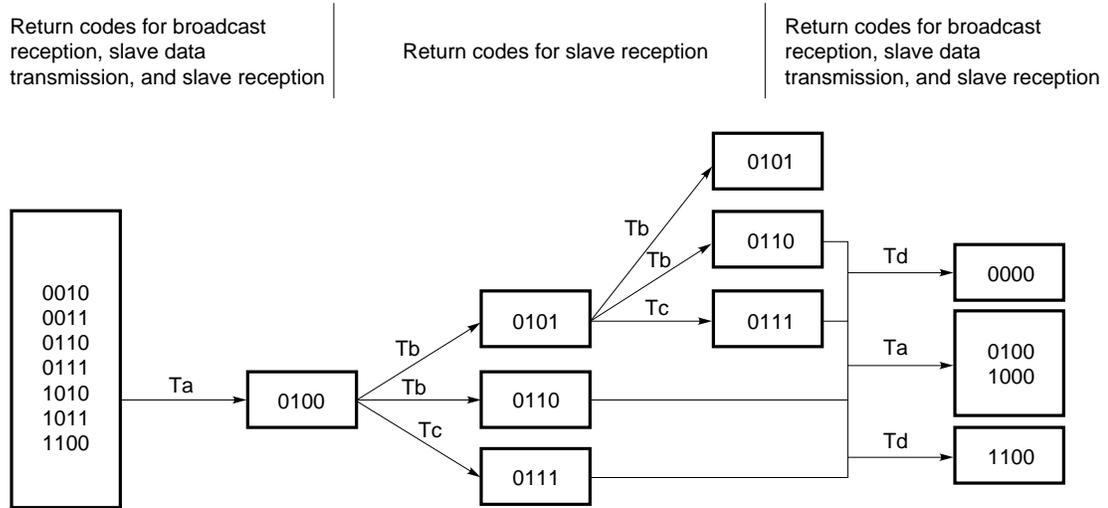 Return codes for broadcast
reception, slave data
transmission, and slave reception
Return codes for slave reception
Return codes for broadcast
reception, slave data
transmission, and slave reception
0010
0011
0110
0111
1010
1011
1100
Ta
0100
Tb
Tb
Tc
0101
0110
0111
Tb
Tb
Tc
0101
0110
0111
Td
Ta
Td
0000
0100
1000
1100